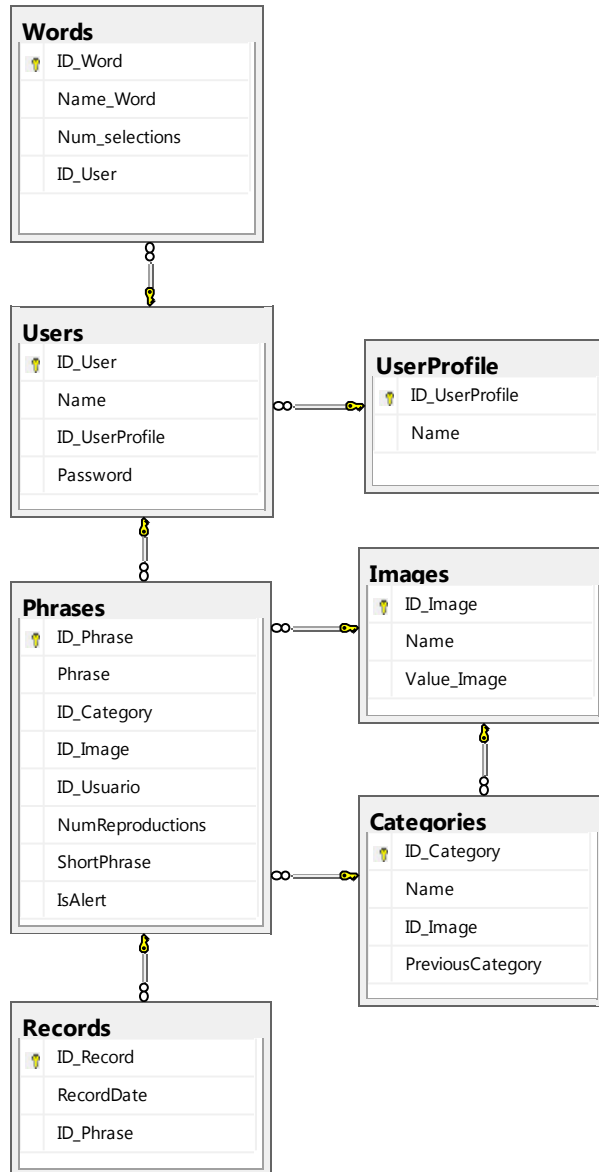 Words
ID_Word
Name_Word
Num_selections
ID_User
Users
ID_User
Name
ID_UserProfile
Password
UserProfile
ID_UserProfile
Name
Phrases
ID_Phrase
Phrase
ID_Category
ID_Image
ID_Usuario
NumReproductions
ShortPhrase
IsAlert
Images
ID_Image
Name
Value_Image
Categories
ID_Category
Name
ID_Image
PreviousCategory
Records
ID_Record
RecordDate
ID_Phrase